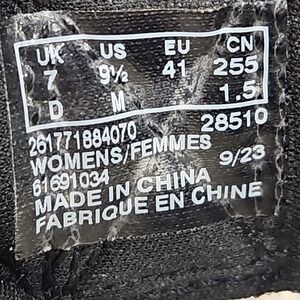 UK US EU CN
7 9½ 41 255
D M 1.5
261771884070 28510
WOMENS/FEMMES
61691034 9/23
MADE IN CHINA
FABRIQUE EN CHINE